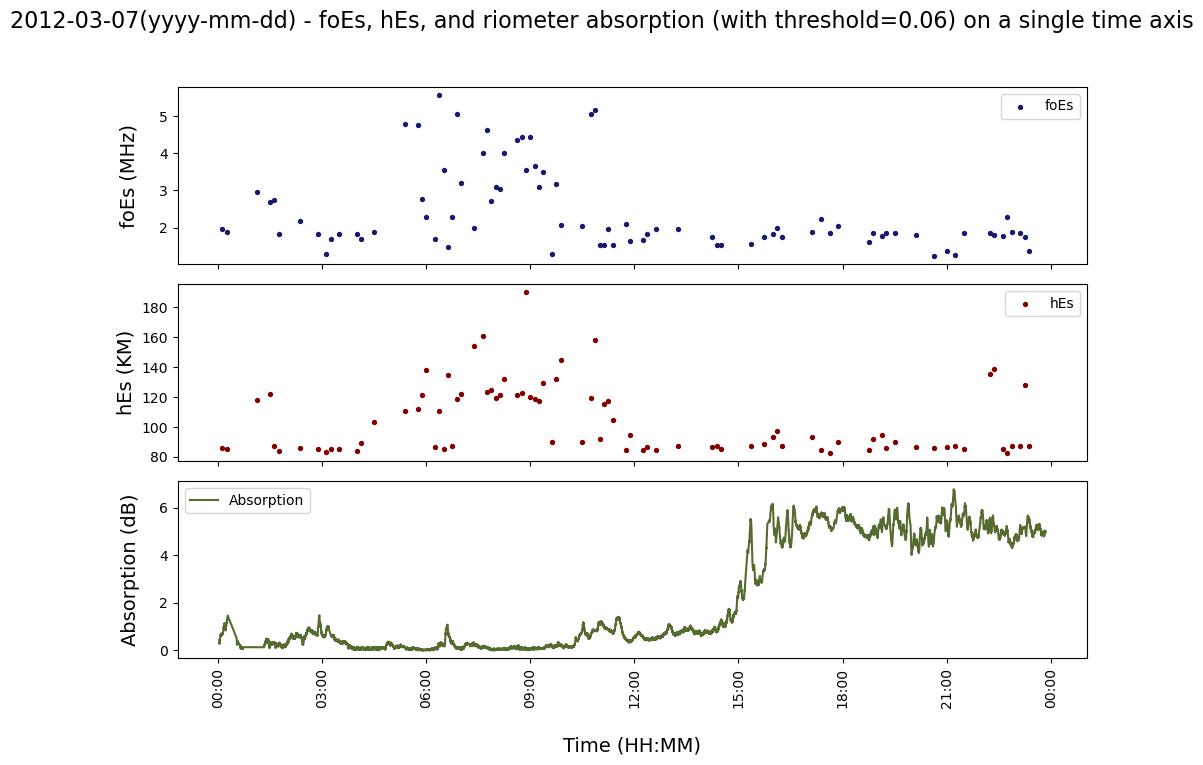 2012-03-07(yyyy-mm-dd) - foEs, hEs, and riometer absorption (with threshold=0.06) on a single time axis
foEs (MHz)
5
4
3
2
foEs
hEs (KM)
180
160
140
120
100
80
hEs
Absorption (dB)
6
4
2
0
Absorption
00:00
03:00
06:00
09:00
12:00
15:00
18:00
21:00
00:00
Time (HH:MM)